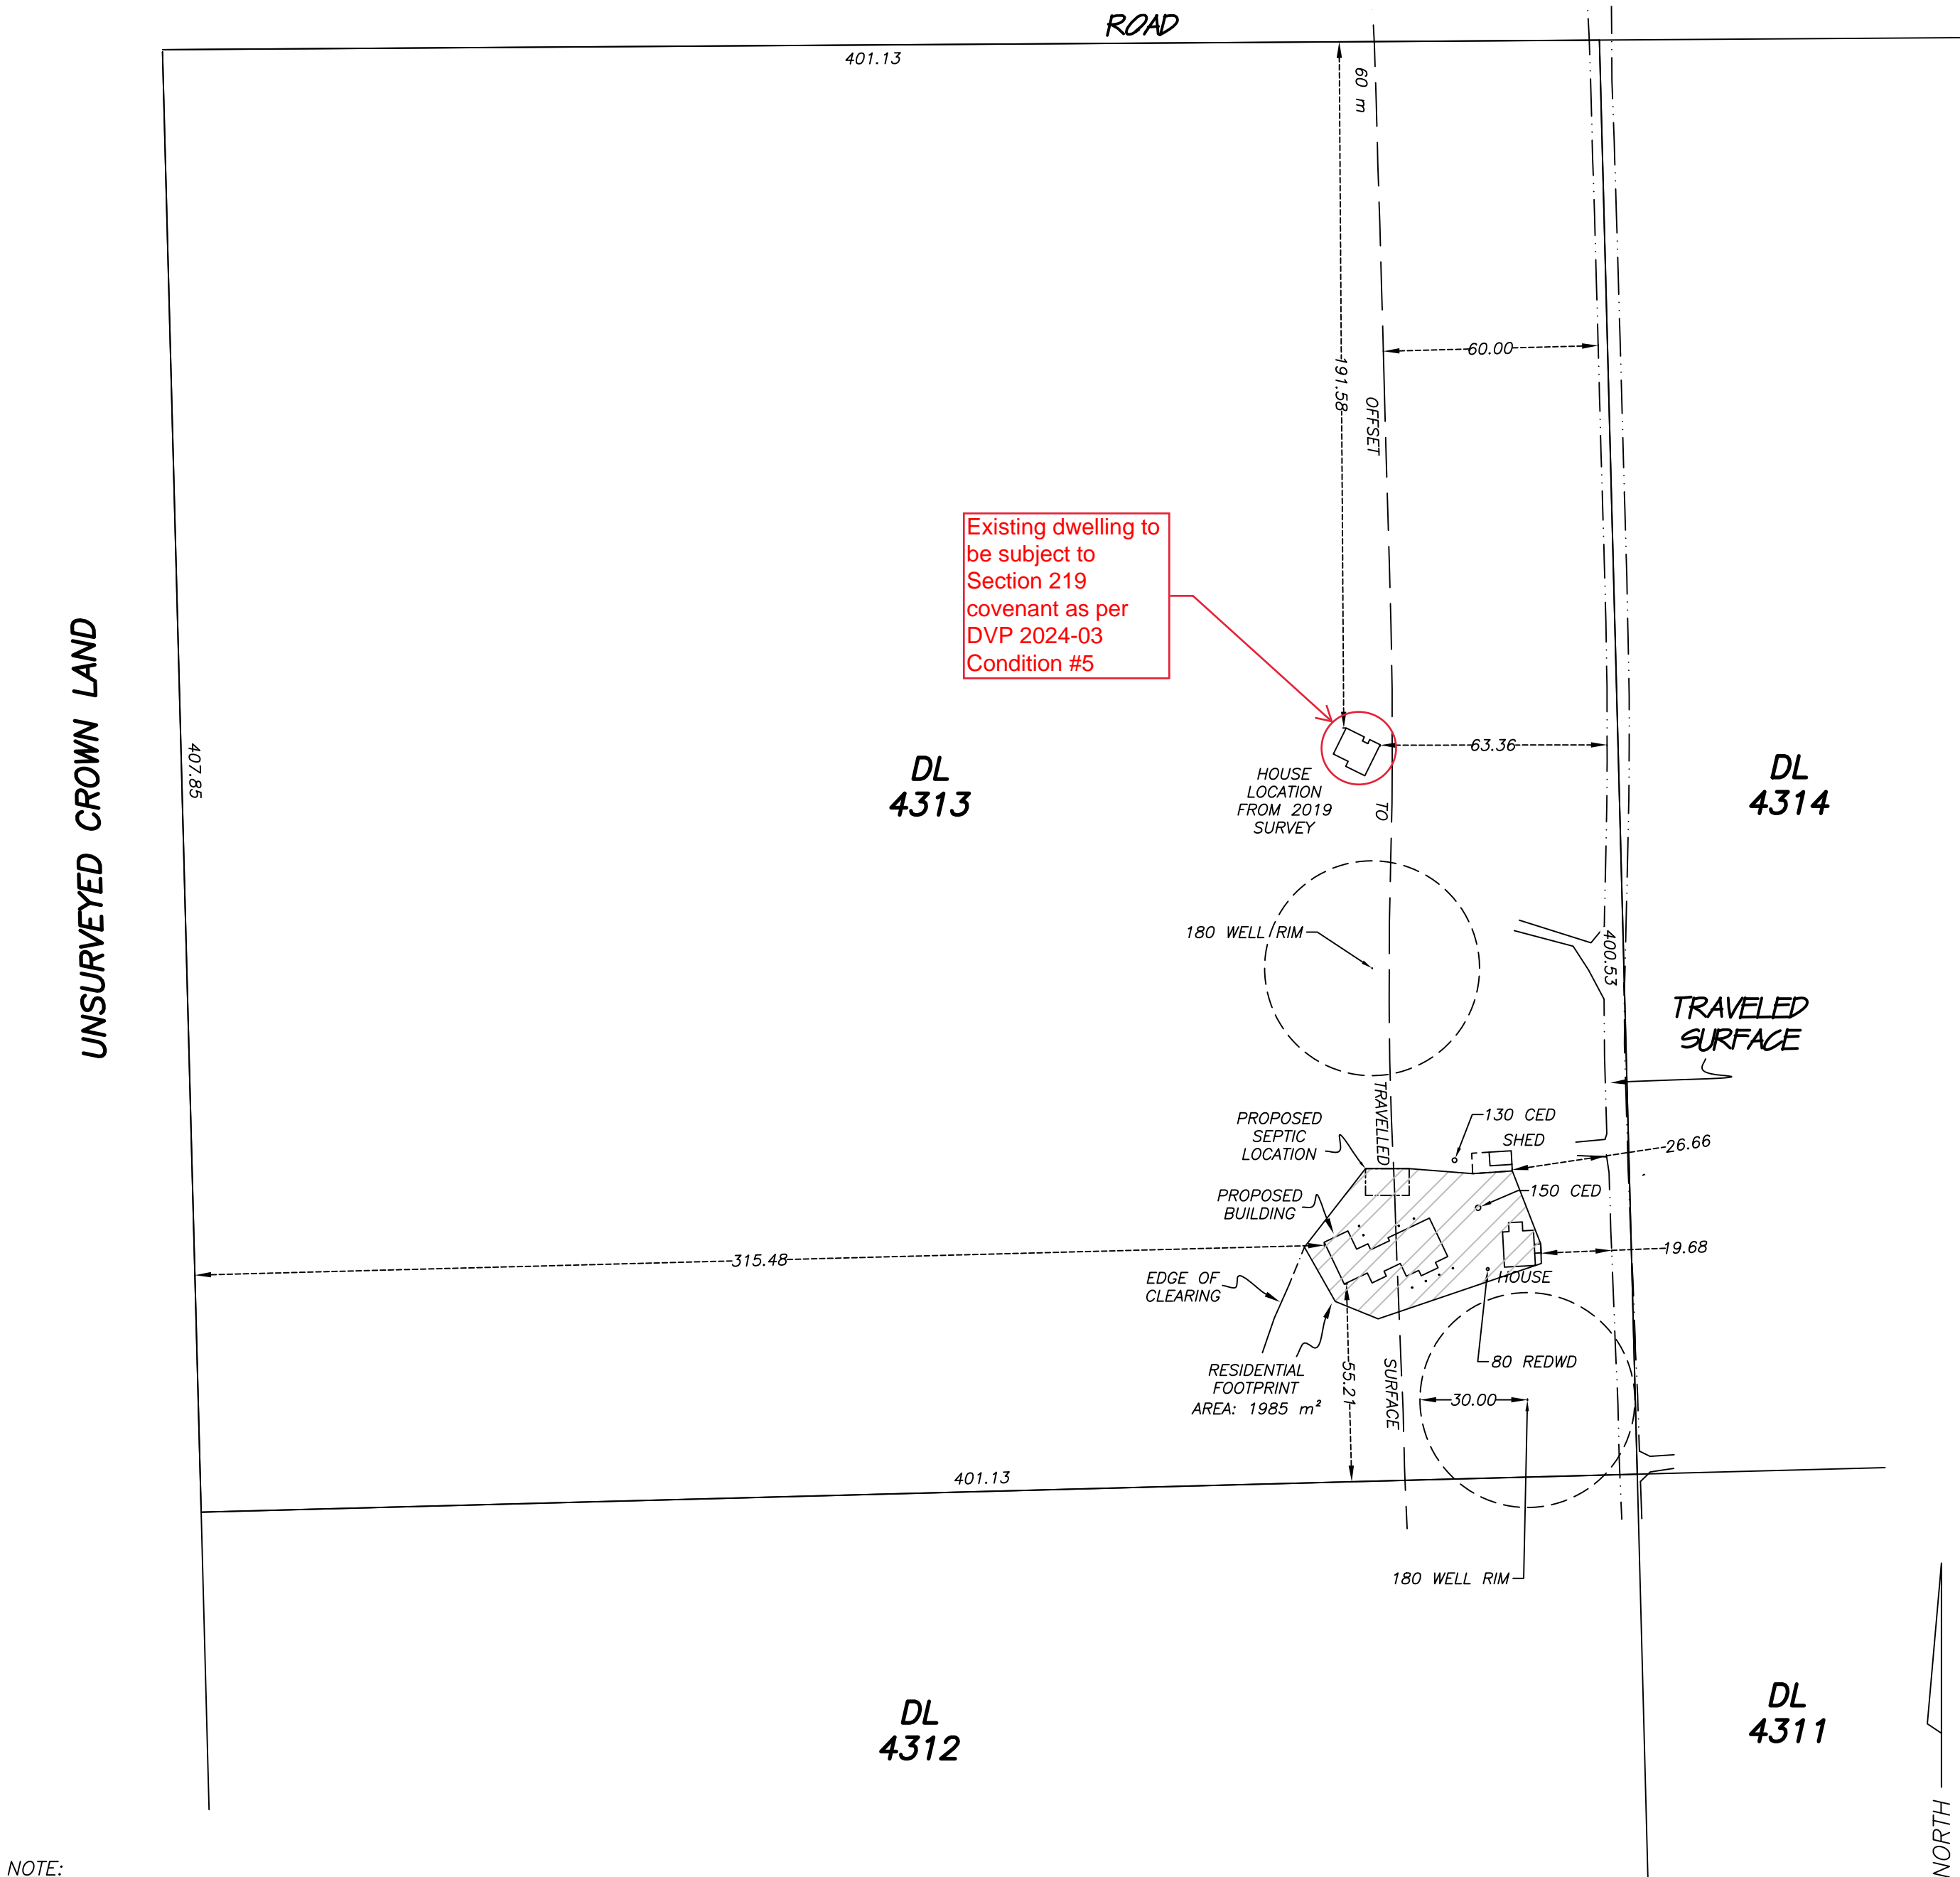 ROAD
401.13
60 m
191.58
OFFSET
60.00
Existing dwelling to
be subject to
Section 219
covenant as per
DVP 2024-03
Condition #5
UNSURVEYED CROWN LAND
407.85
DL
4313
HOUSE
LOCATION
FROM 2019
SURVEY
63.36
TO
DL
4314
180 WELL RIM
400.53
TRAVELED
SURFACE
TRAVELLED
130 CED
SHED
26.66
PROPOSED
SEPTIC
LOCATION
PROPOSED
BUILDING
150 CED
315.48
19.68
EDGE OF
CLEARING
HOUSE
RESIDENTIAL
FOOTPRINT
AREA: 1985 m²
55.21
SURFACE
80 REDWD
30.00
401.13
180 WELL RIM
DL
4312
DL
4311
NORTH
NOTE: